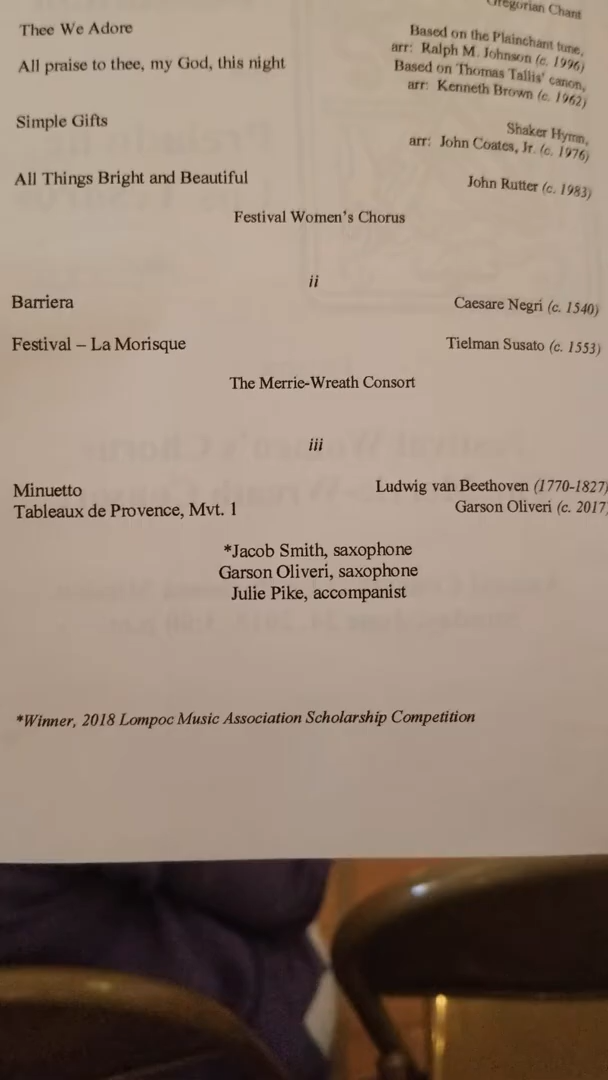 Gregorian Chant
Thee We Adore Based on the Plainchant tune,
arr: Ralph M. Johnson (c. 1996)
All praise to thee, my God, this night Based on Thomas Tallis' canon,
arr: Kenneth Brown (c. 1962)
Simple Gifts Shaker Hymn,
arr: John Coates, Jr. (c. 1976)
All Things Bright and Beautiful John Rutter (c. 1983)
Festival Women's Chorus
ii
Barriera Caesare Negri (c. 1540)
Festival – La Morisque Tielman Susato (c. 1553)
The Merrie-Wreath Consort
iii
Minuetto Ludwig van Beethoven (1770-1827)
Tableaux de Provence, Mvt. 1 Garson Oliveri (c. 2017)
*Jacob Smith, saxophone
Garson Oliveri, saxophone
Julie Pike, accompanist
*Winner, 2018 Lompoc Music Association Scholarship Competition